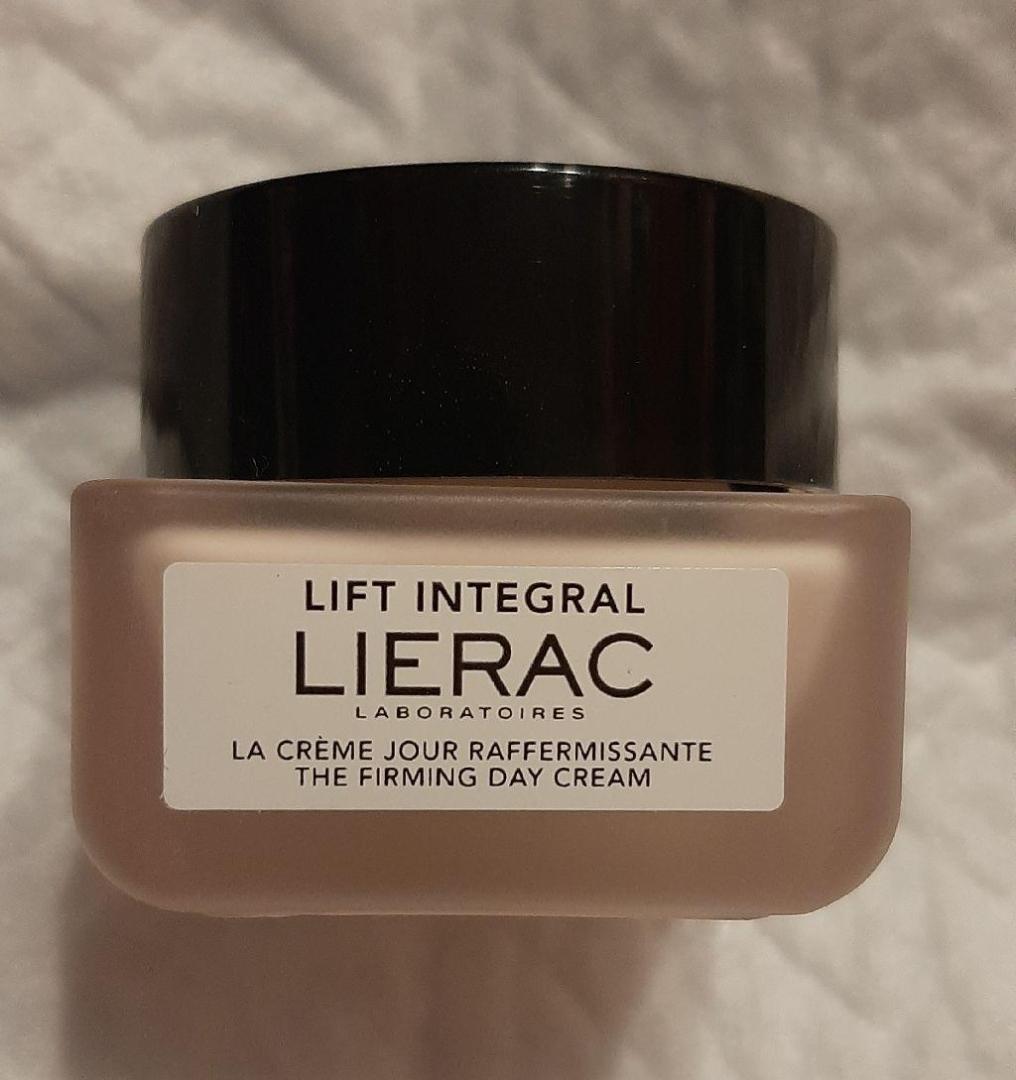 LIFT INTEGRAL
LIERAC
LABORATOIRES
LA CRÈME JOUR RAFFERMISSANTE
THE FIRMING DAY CREAM